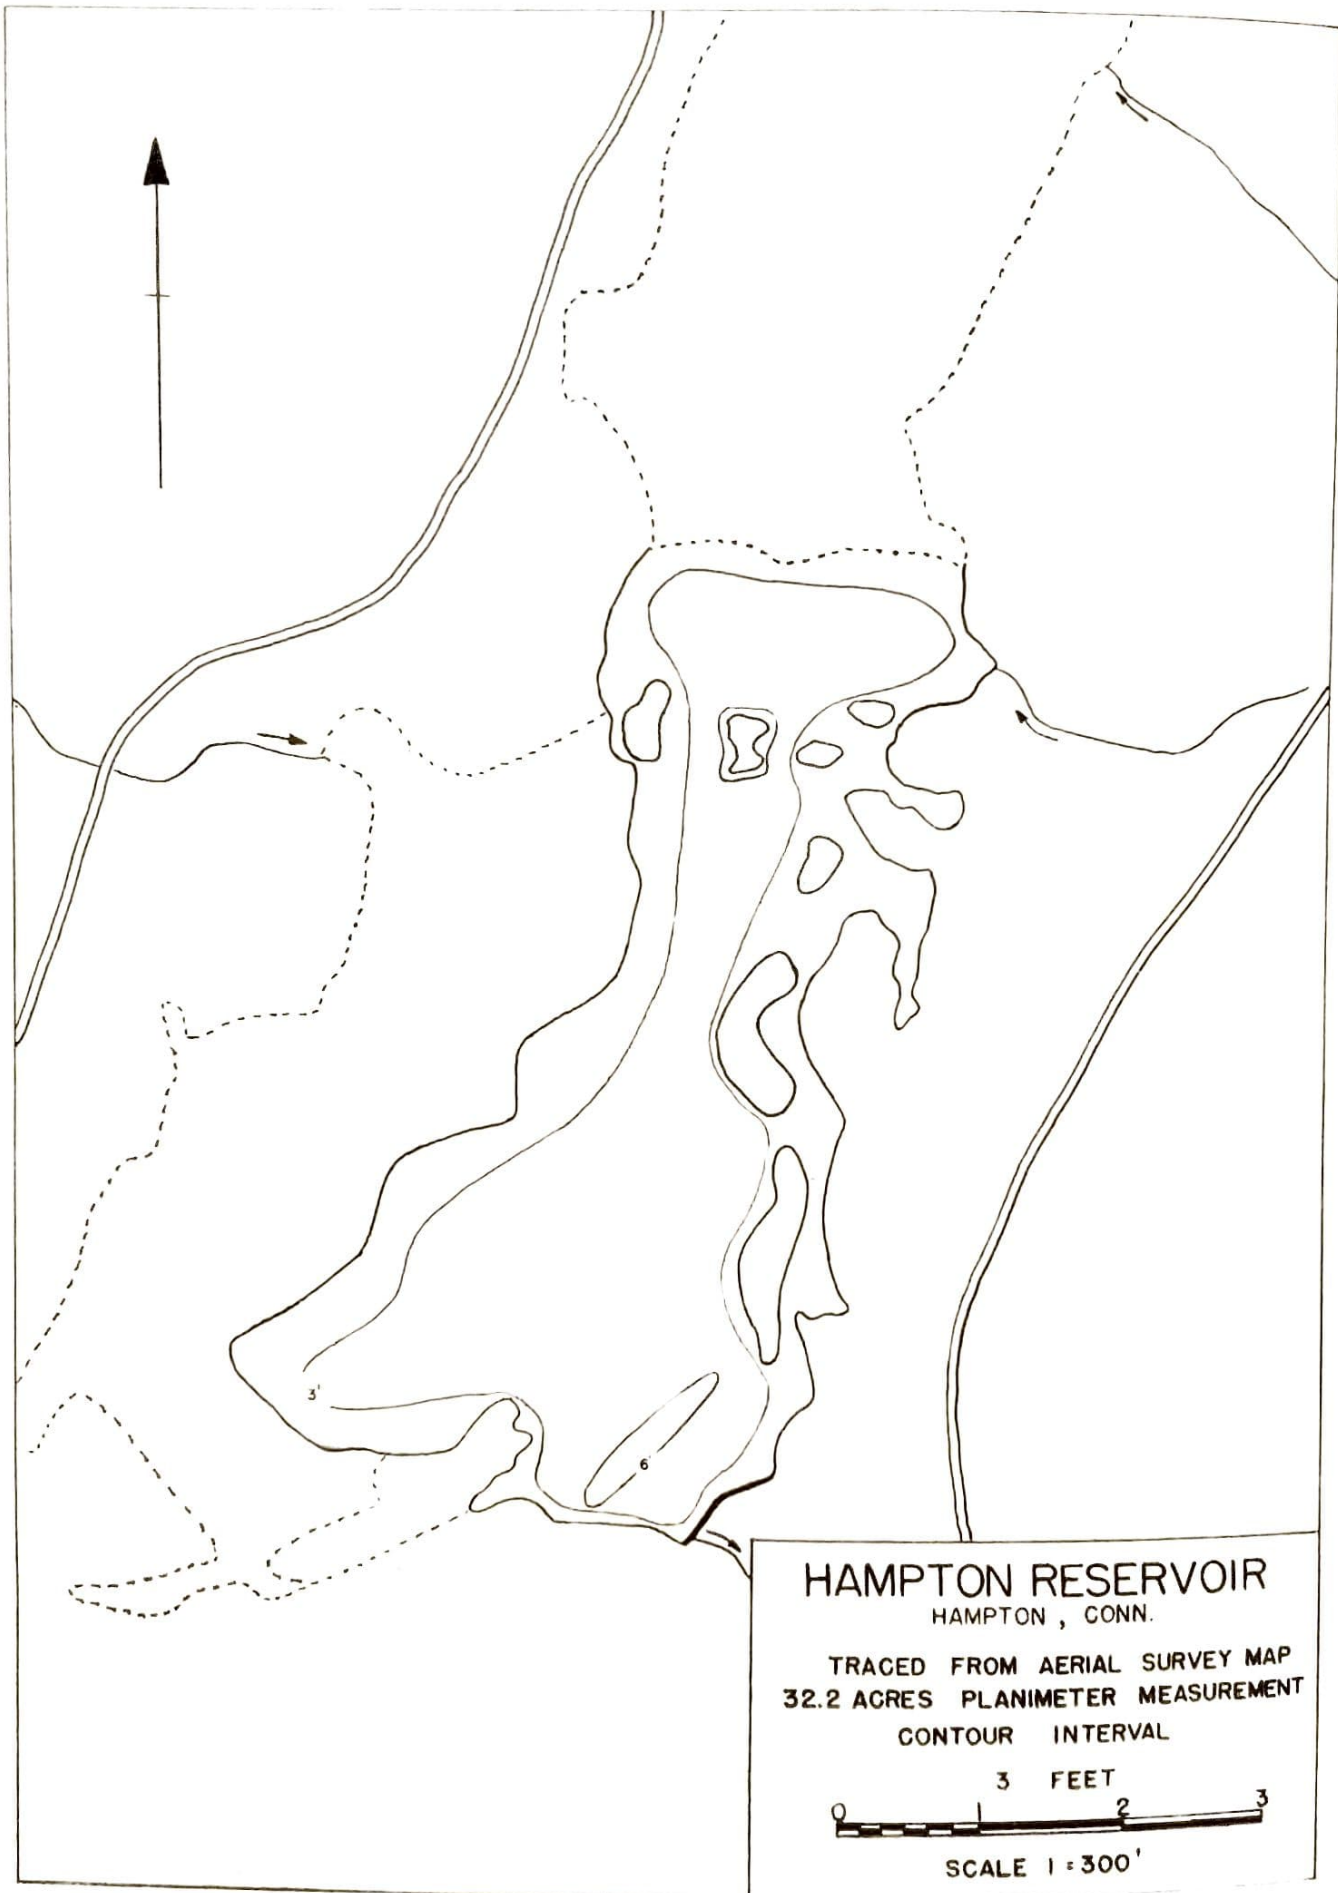 3'
6'
HAMPTON RESERVOIR
HAMPTON , CONN.
TRACED FROM AERIAL SURVEY MAP
32.2 ACRES PLANIMETER MEASUREMENT
CONTOUR INTERVAL
3 FEET
0 1 2 3
SCALE 1 = 300'